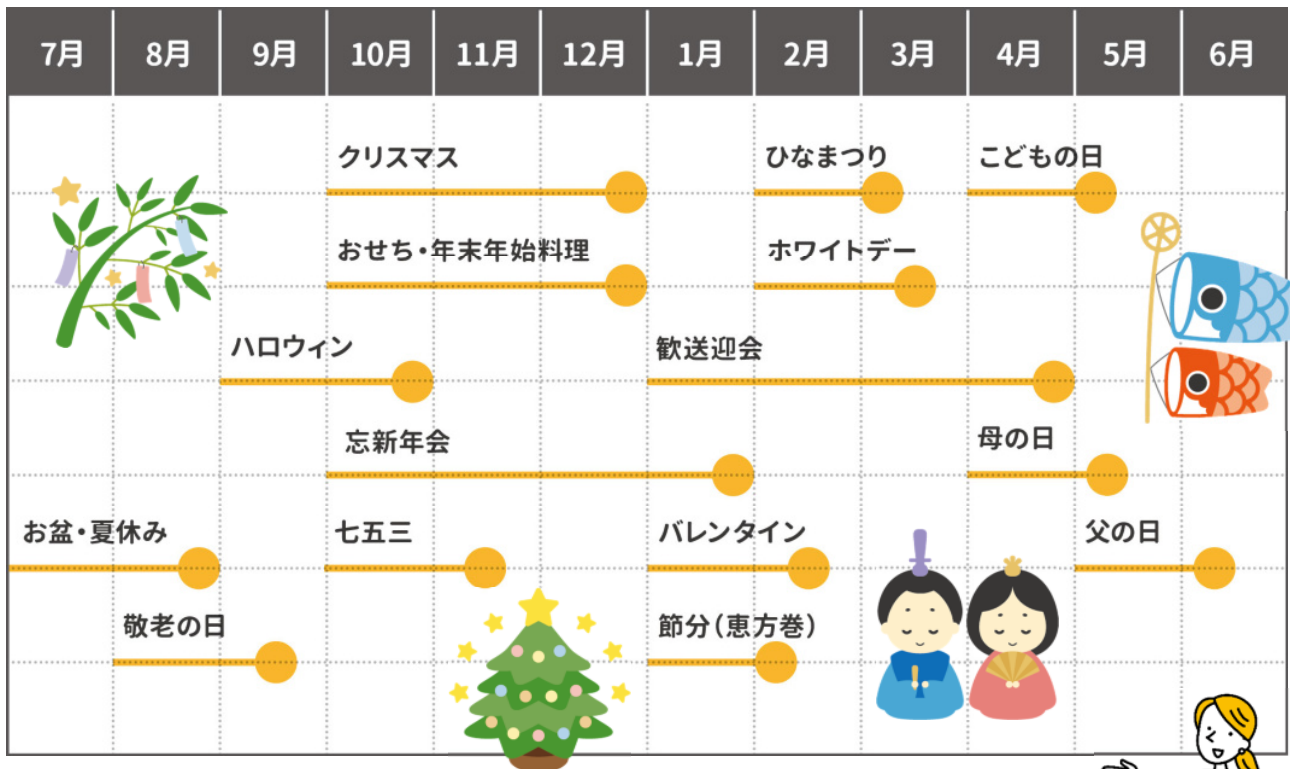 7月 8月 9月 10月 11月 12月 1月 2月 3月 4月 5月 6月
クリスマス ひなまつり こどもの日
おせち・年末年始料理 ホワイトデー
ハロウィン 歓送迎会
忘新年会 母の日
お盆・夏休み 七五三 バレンタイン 父の日
敬老の日 節分(恵方巻)